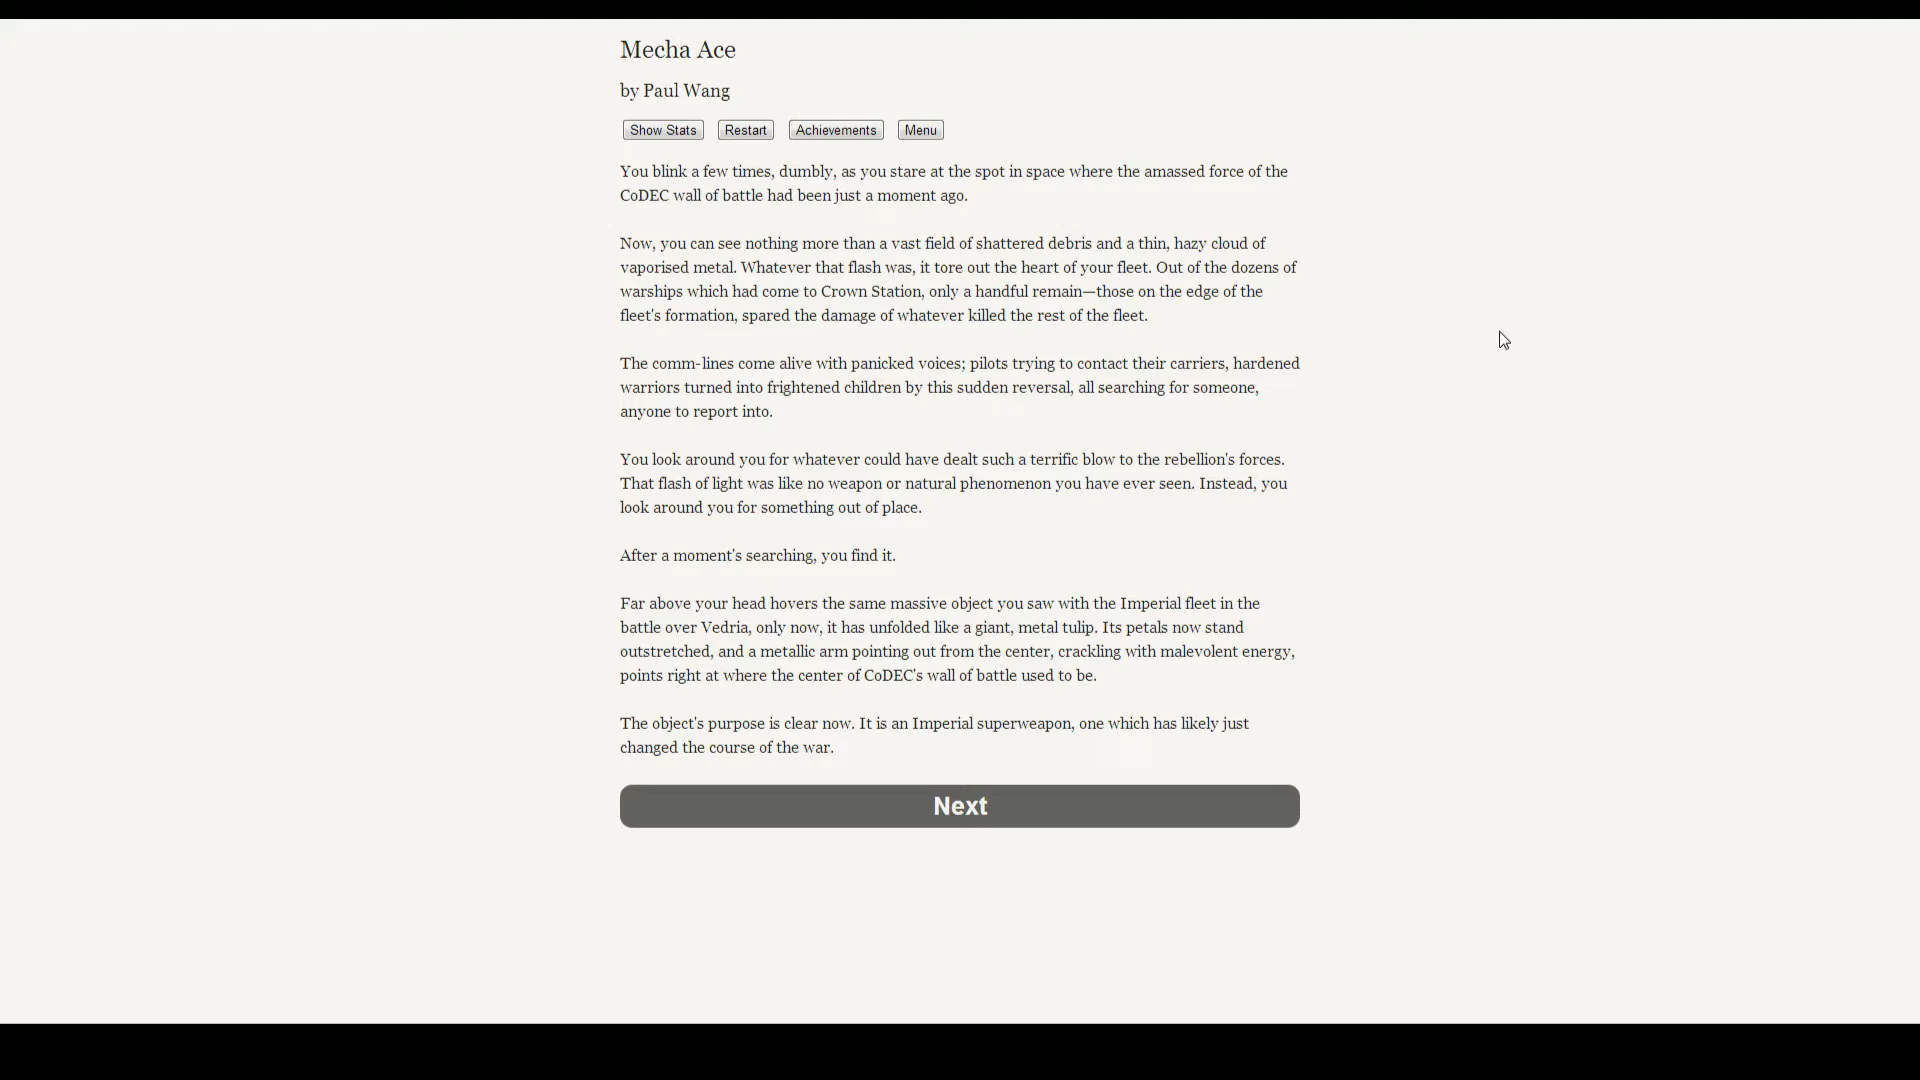 Mecha Ace
by Paul Wang
Show Stats Restart Achievements Menu
You blink a few times, dumbly, as you stare at the spot in space where the amassed force of the
CoDEC wall of battle had been just a moment ago.
Now, you can see nothing more than a vast field of shattered debris and a thin, hazy cloud of
vaporised metal. Whatever that flash was, it tore out the heart of your fleet. Out of the dozens of
warships which had come to Crown Station, only a handful remain—those on the edge of the
fleet's formation, spared the damage of whatever killed the rest of the fleet.
The comm-lines come alive with panicked voices; pilots trying to contact their carriers, hardened
warriors turned into frightened children by this sudden reversal, all searching for someone,
anyone to report into.
You look around you for whatever could have dealt such a terrific blow to the rebellion's forces.
That flash of light was like no weapon or natural phenomenon you have ever seen. Instead, you
look around you for something out of place.
After a moment's searching, you find it.
Far above your head hovers the same massive object you saw with the Imperial fleet in the
battle over Vedria, only now, it has unfolded like a giant, metal tulip. Its petals now stand
outstretched, and a metallic arm pointing out from the center, crackling with malevolent energy,
points right at where the center of CoDEC's wall of battle used to be.
The object's purpose is clear now. It is an Imperial superweapon, one which has likely just
changed the course of the war.
Next